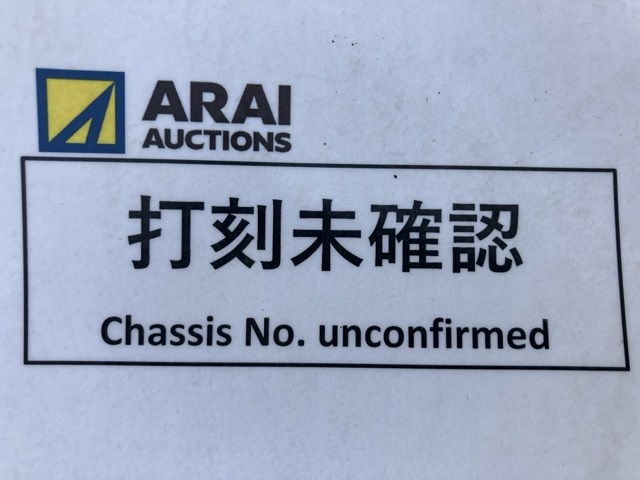 ARAI
AUCTIONS
打刻未確認
Chassis No. unconfirmed